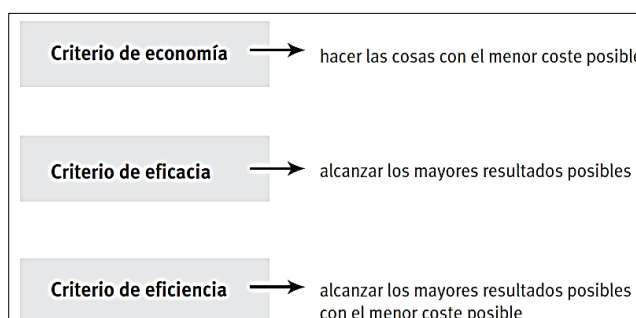 Criterio de economía
hacer las cosas con el menor coste posible
Criterio de eficacia
alcanzar los mayores resultados posibles
Criterio de eficiencia
alcanzar los mayores resultados posibles
con el menor coste posible